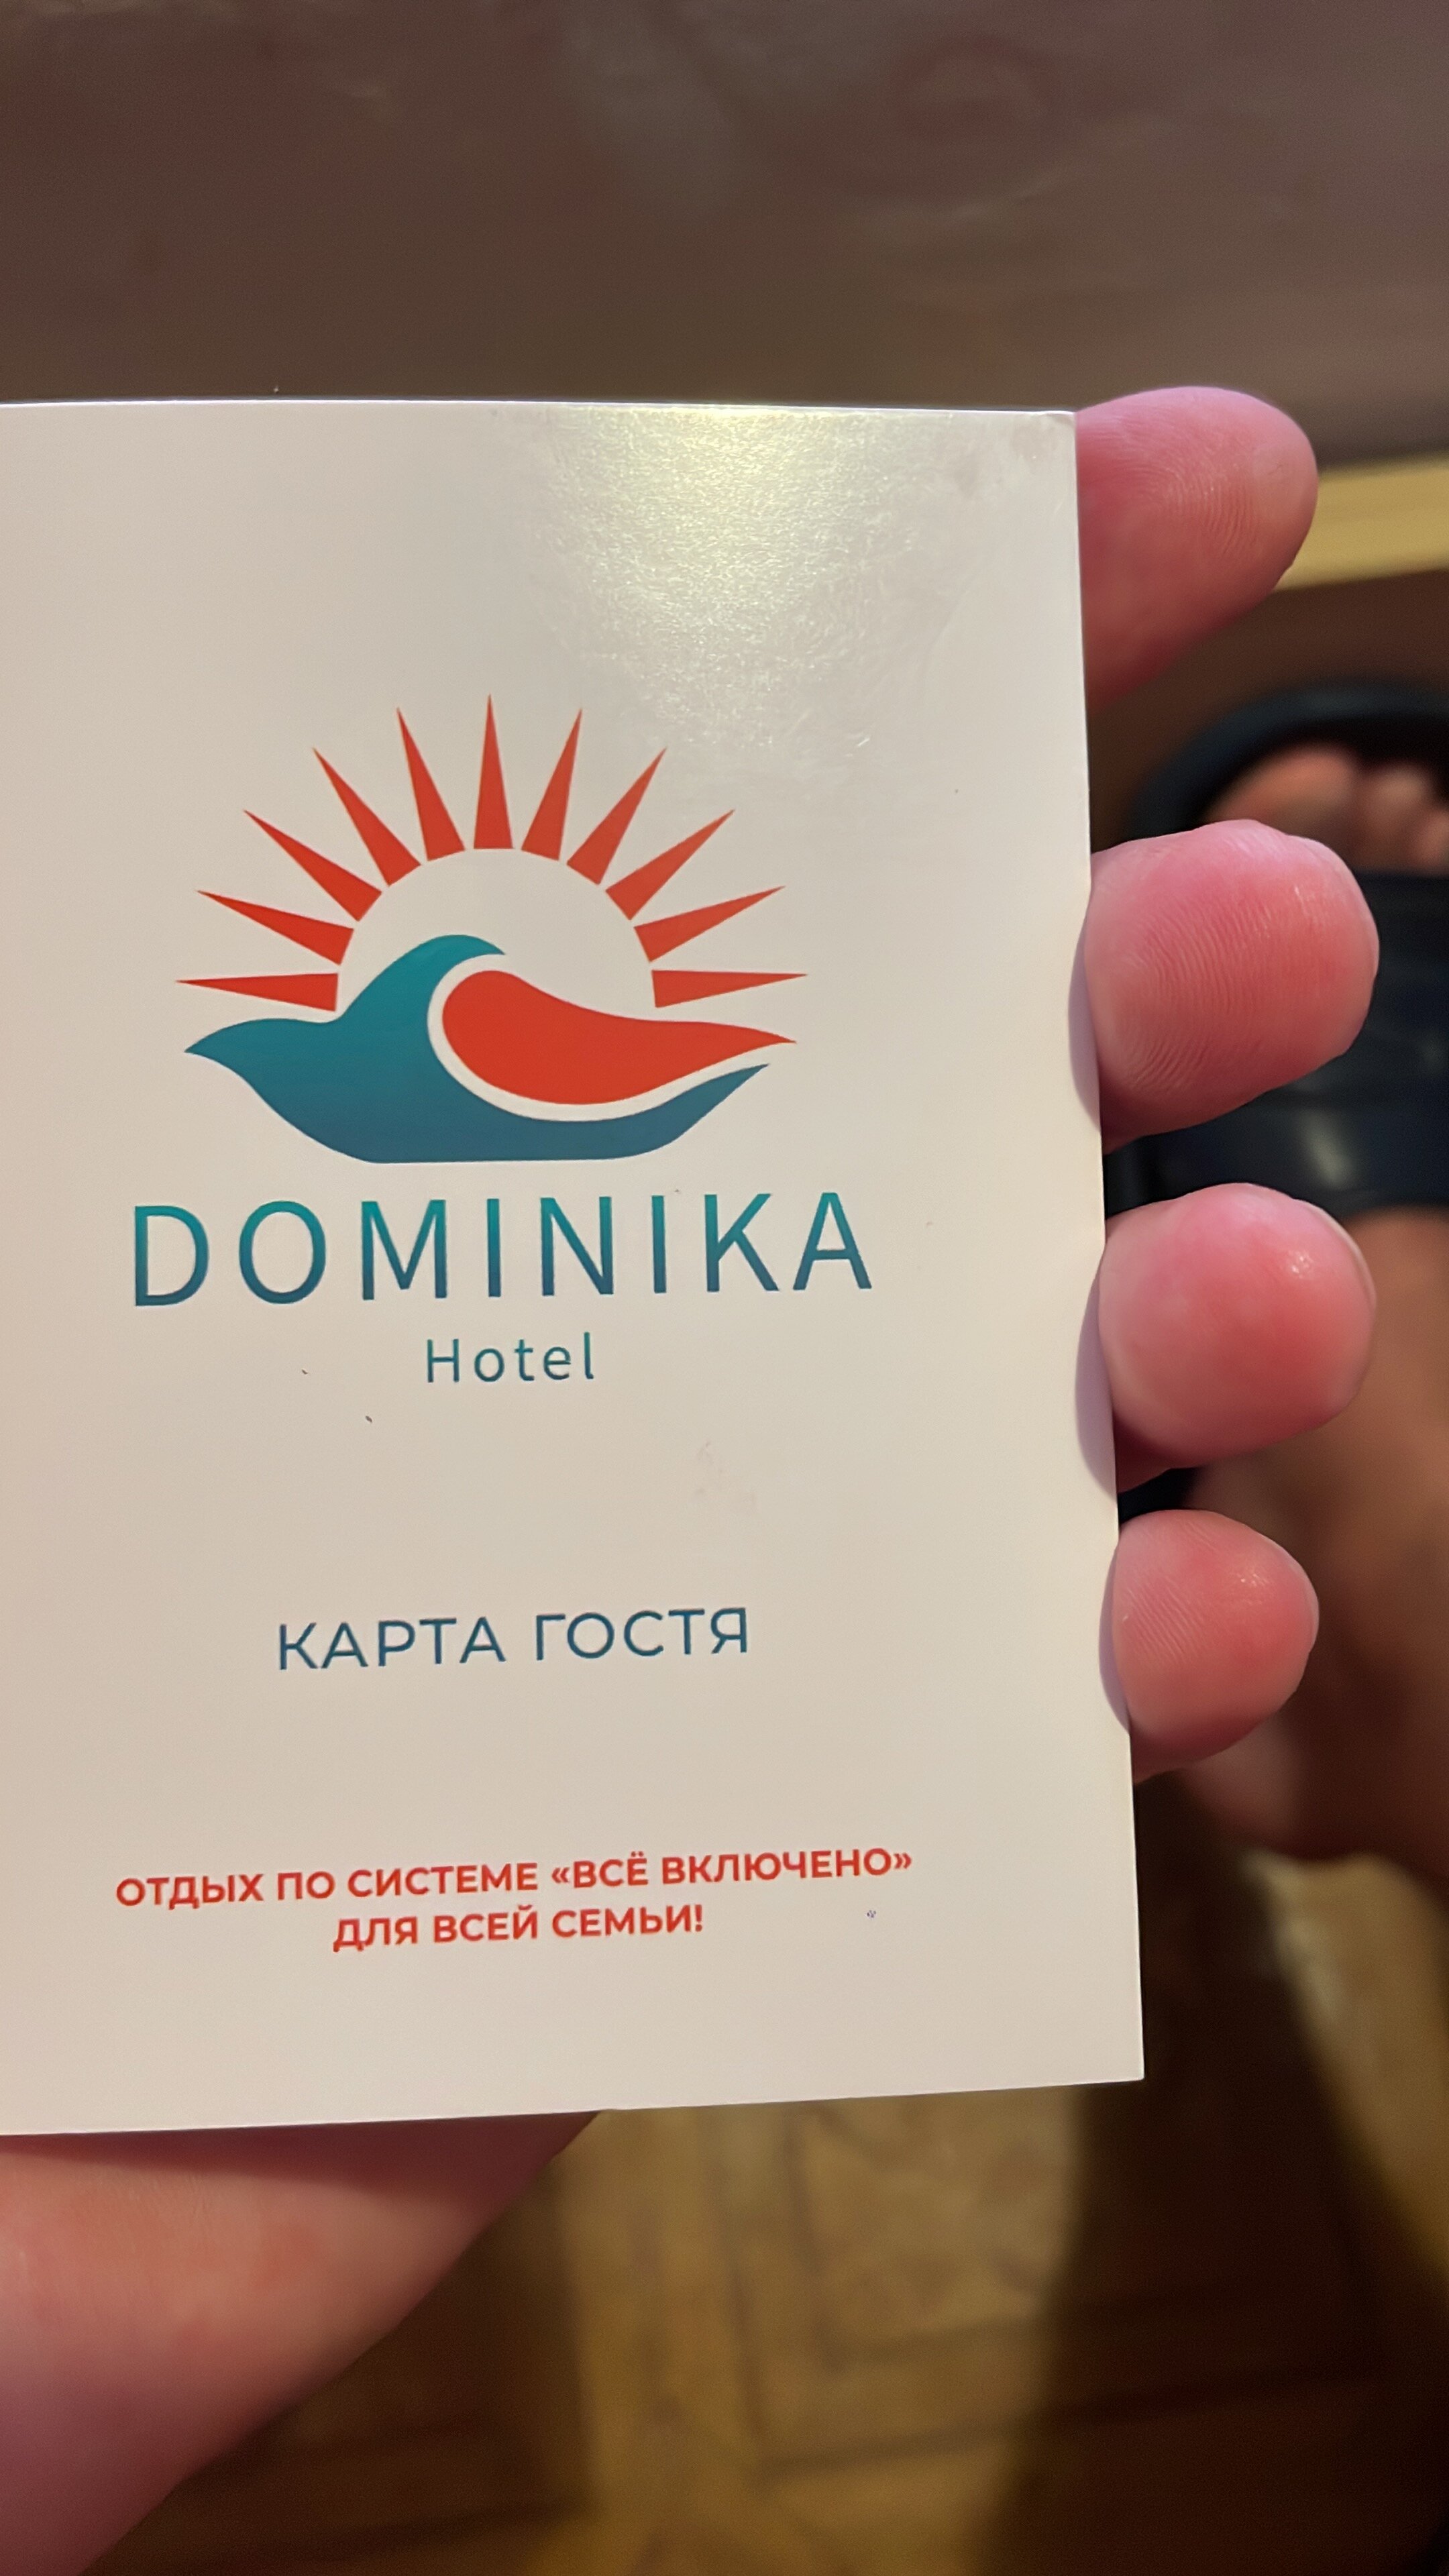 DOMINIKA
Hotel
КАРТА ГОСТЯ
ОТДЫХ ПО СИСТЕМЕ «ВСЁ ВКЛЮЧЕНО»
ДЛЯ ВСЕЙ СЕМЬИ!